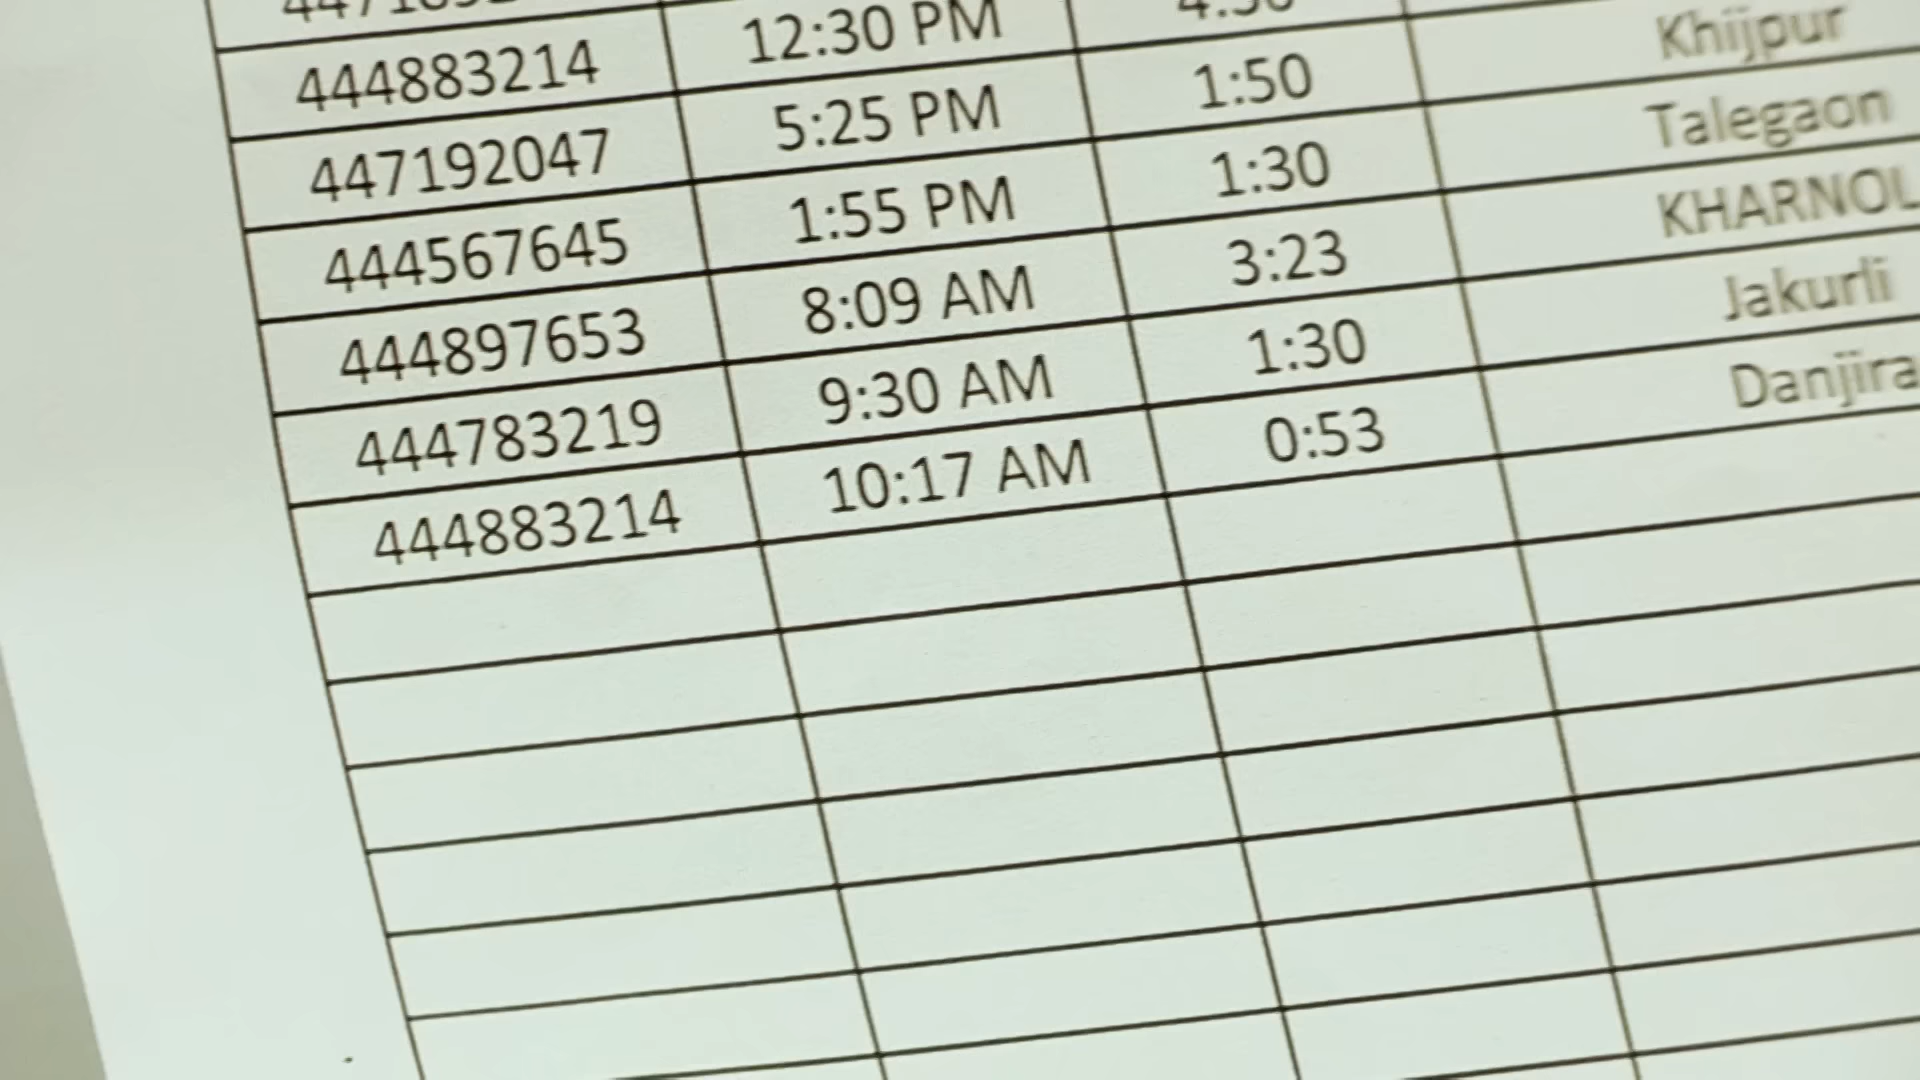 444883214 12:30 PM
447192047 5:25 PM 1:50 Khijpur
444567645 1:55 PM 1:30 Talegaon
444897653 8:09 AM 3:23 KHARNOL
444783219 9:30 AM 1:30 Jakurli
444883214 10:17 AM 0:53 Danjira